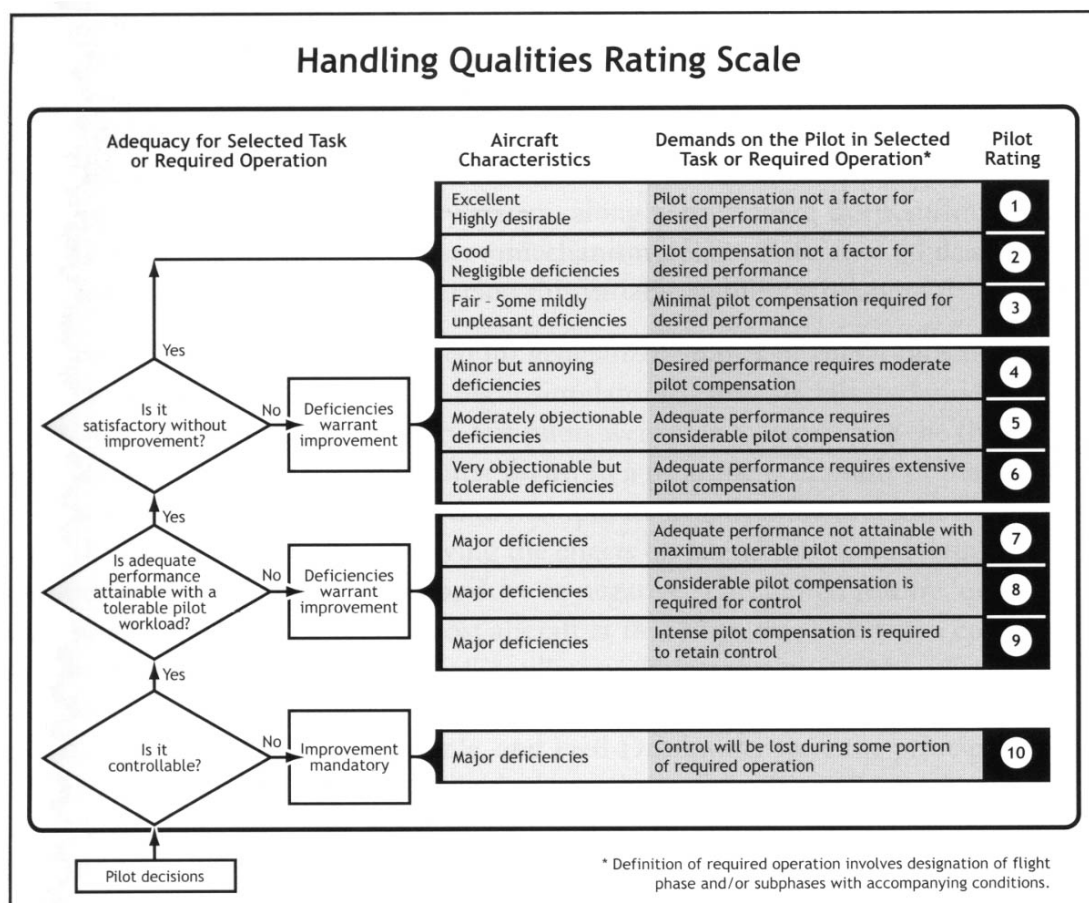 Handling Qualities Rating Scale
Adequacy for Selected Task
or Required Operation
Aircraft
Characteristics
Demands on the Pilot in Selected
Task or Required Operation*
Pilot
Rating
Excellent
Highly desirable
Pilot compensation not a factor for
desired performance
1
Good
Negligible deficiencies
Pilot compensation not a factor for
desired performance
2
Fair – Some mildly
unpleasant deficiencies
Minimal pilot compensation required for
desired performance
3
Yes
Is it
satisfactory without
improvement?
No
Deficiencies
warrant
improvement
Minor but annoying
deficiencies
Desired performance requires moderate
pilot compensation
4
Moderately objectionable
deficiencies
Adequate performance requires
considerable pilot compensation
5
Very objectionable but
tolerable deficiencies
Adequate performance requires extensive
pilot compensation
6
Yes
Is adequate
performance
attainable with a
tolerable pilot
workload?
No
Deficiencies
warrant
improvement
Major deficiencies
Adequate performance not attainable with
maximum tolerable pilot compensation
7
Major deficiencies
Considerable pilot compensation is
required for control
8
Major deficiencies
Intense pilot compensation is required
to retain control
9
Yes
Is it
controllable?
No
Improvement
mandatory
Major deficiencies
Control will be lost during some portion
of required operation
10
Pilot decisions
* Definition of required operation involves designation of flight
phase and/or subphases with accompanying conditions.